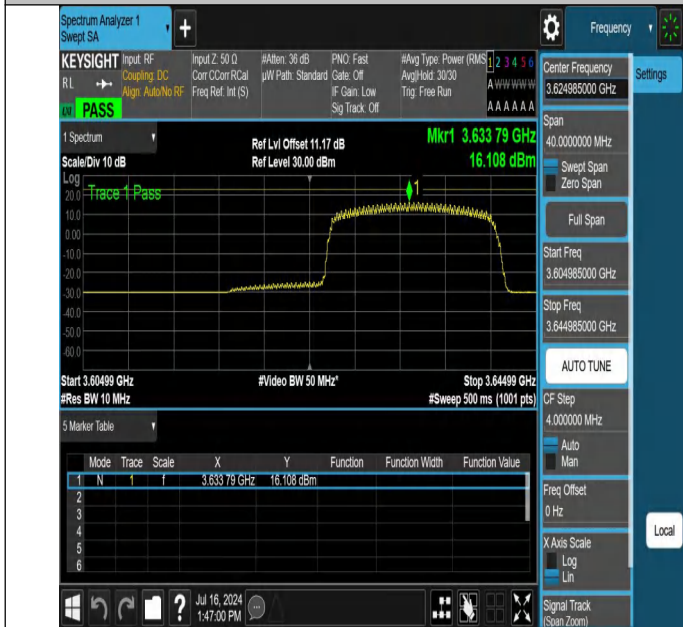 Spectrum Analyzer 1
Swept SA
+
Frequency
Settings
KEYSIGHT
RL
PASS
Input: RF
Coupling: DC
Align: Auto/No RF
Input Z: 50 Ω
Corr CCorr RCal
Freq Ref: Int (S)
#Atten: 36 dB
µW Path: Standard
PNO: Fast
Gate: Off
IF Gain: Low
Sig Track: Off
#Avg Type: Power (RMS
Avg|Hold: 30/30
Trig: Free Run
1 2 3 4 5 6
A W W W W W
A A A A A A
1 Spectrum
Scale/Div 10 dB
Ref Lvl Offset 11.17 dB
Ref Level 30.00 dBm
Mkr1 3.633 79 GHz
16.108 dBm
Log
Trace 1 Pass
1
20.0
10.0
0.00
-10.0
-20.0
-30.0
-40.0
-50.0
-60.0
Start 3.60499 GHz
#Res BW 10 MHz
#Video BW 50 MHz*
Stop 3.64499 GHz
#Sweep 500 ms (1001 pts)
5 Marker Table
Mode Trace Scale X Y Function Function Width Function Value
1 N 1 f 3.633 79 GHz 16.108 dBm
2
3
4
5
6
Center Frequency
3.624985000 GHz
Span
40.0000000 MHz
Swept Span
Zero Span
Full Span
Start Freq
3.604985000 GHz
Stop Freq
3.644985000 GHz
AUTO TUNE
CF Step
4.000000 MHz
Auto
Man
Freq Offset
0 Hz
X Axis Scale
Log
Lin
Signal Track
(Span Zoom)
Local
?
Jul 16, 2024
1:47:00 PM